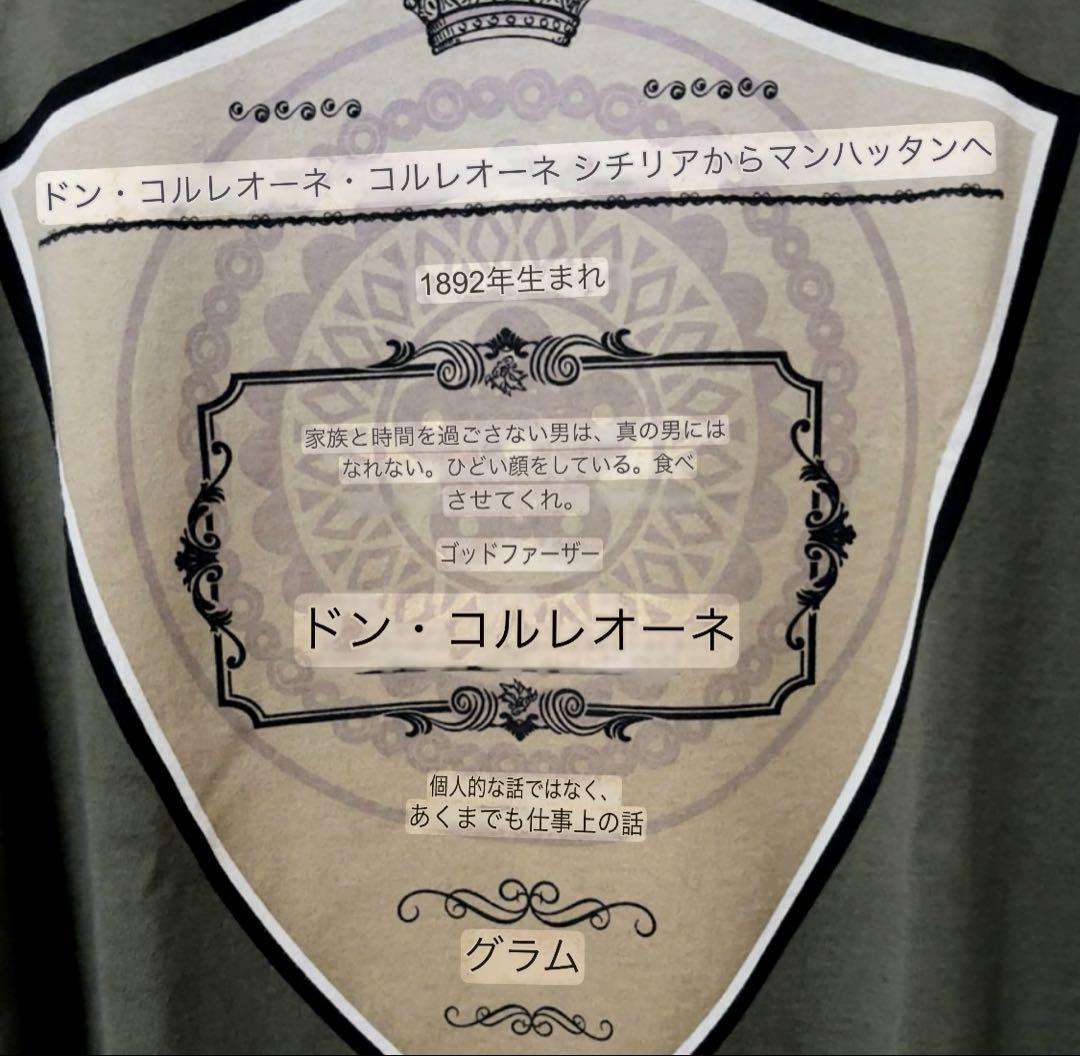 ドン・コルレオーネ・コルレオーネ シチリアからマンハッタンへ
1892年生まれ
家族と時間を過ごさない男は、真の男には
なれない。ひどい顔をしている。食べ
させてくれ。
ゴッドファーザー
ドン・コルレオーネ
個人的な話ではなく、
あくまでも仕事上の話
グラム